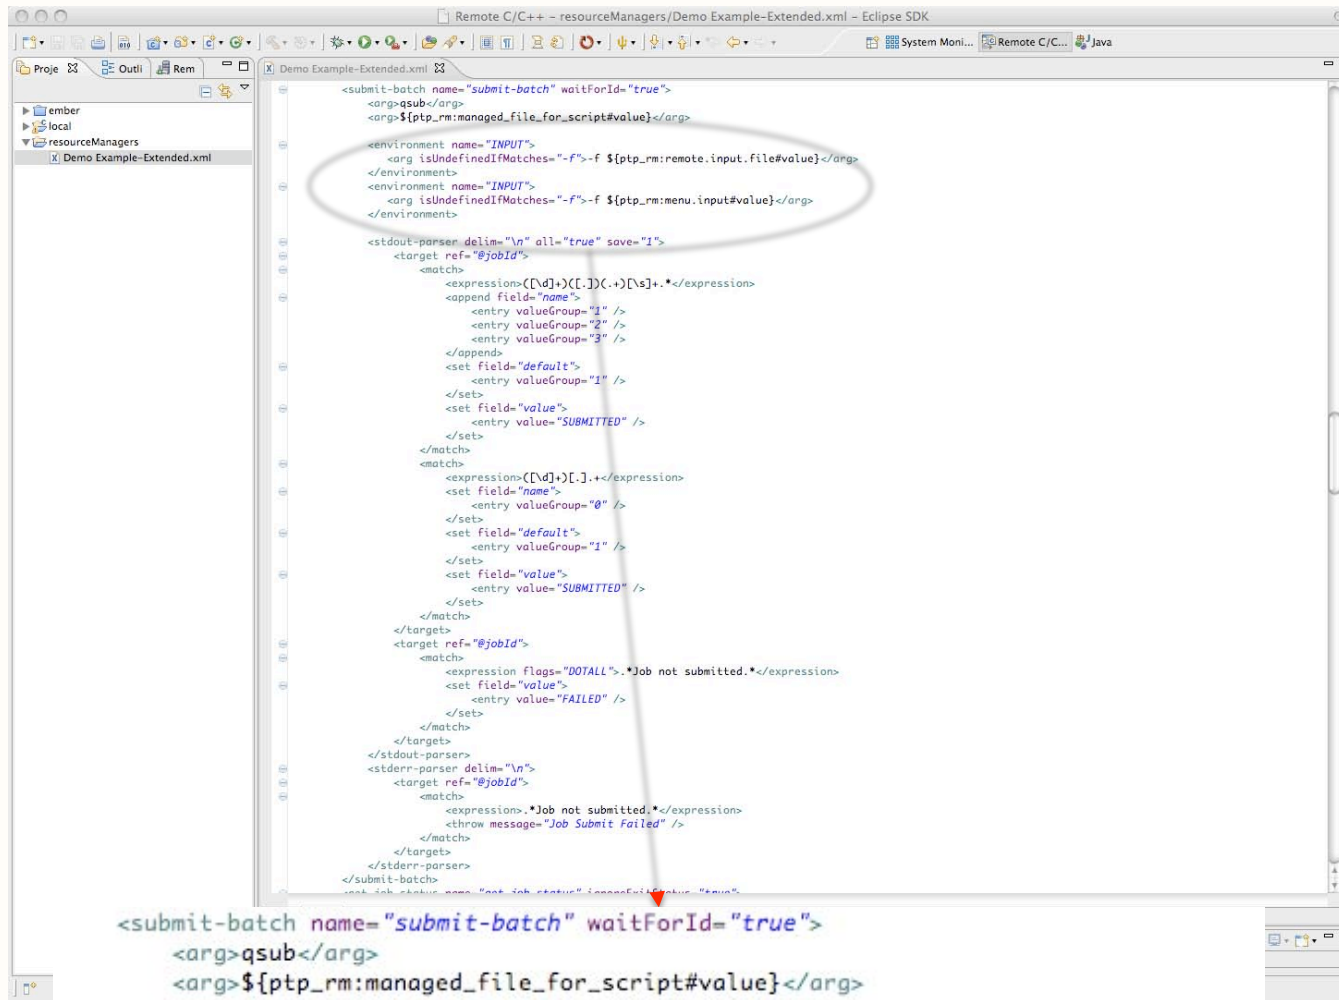 Remote C/C++ – resourceManagers/Demo Example-Extended.xml – Eclipse SDK
System Moni... Remote C/C... Java
Proje Outli Rem
Demo Example-Extended.xml
ember
local
resourceManagers
Demo Example-Extended.xml
<submit-batch name="submit-batch" waitForId="true">
<arg>qsub</arg>
<arg>${ptp_rm:managed_file_for_script#value}</arg>
<environment name="INPUT">
<arg isUndefinedIfMatches="-f">-f ${ptp_rm:remote.input.file#value}</arg>
</environment>
<environment name="INPUT">
<arg isUndefinedIfMatches="-f">-f ${ptp_rm:menu.input#value}</arg>
</environment>
<stdout-parser delim="\n" all="true" save="1">
<target ref="@jobId">
<match>
<expression>([\d]+)([.])(.+)[\s]+.*</expression>
<append field="name">
<entry valueGroup="1" />
<entry valueGroup="2" />
<entry valueGroup="3" />
</append>
<set field="default">
<entry valueGroup="1" />
</set>
<set field="value">
<entry value="SUBMITTED" />
</set>
</match>
<match>
<expression>([\d]+)[.].+</expression>
<set field="name">
<entry valueGroup="0" />
</set>
<set field="default">
<entry valueGroup="1" />
</set>
<set field="value">
<entry value="SUBMITTED" />
</set>
</match>
</target>
<target ref="@jobId">
<match>
<expression flags="DOTALL">.*Job not submitted.*</expression>
<set field="value">
<entry value="FAILED" />
</set>
</match>
</target>
</stdout-parser>
<stderr-parser delim="\n">
<target ref="@jobId">
<match>
<expression>.*Job not submitted.*</expression>
<throw message="Job Submit Failed" />
</match>
</target>
</stderr-parser>
</submit-batch>
<submit-batch name="submit-batch" waitForId="true">
<arg>qsub</arg>
<arg>${ptp_rm:managed_file_for_script#value}</arg>